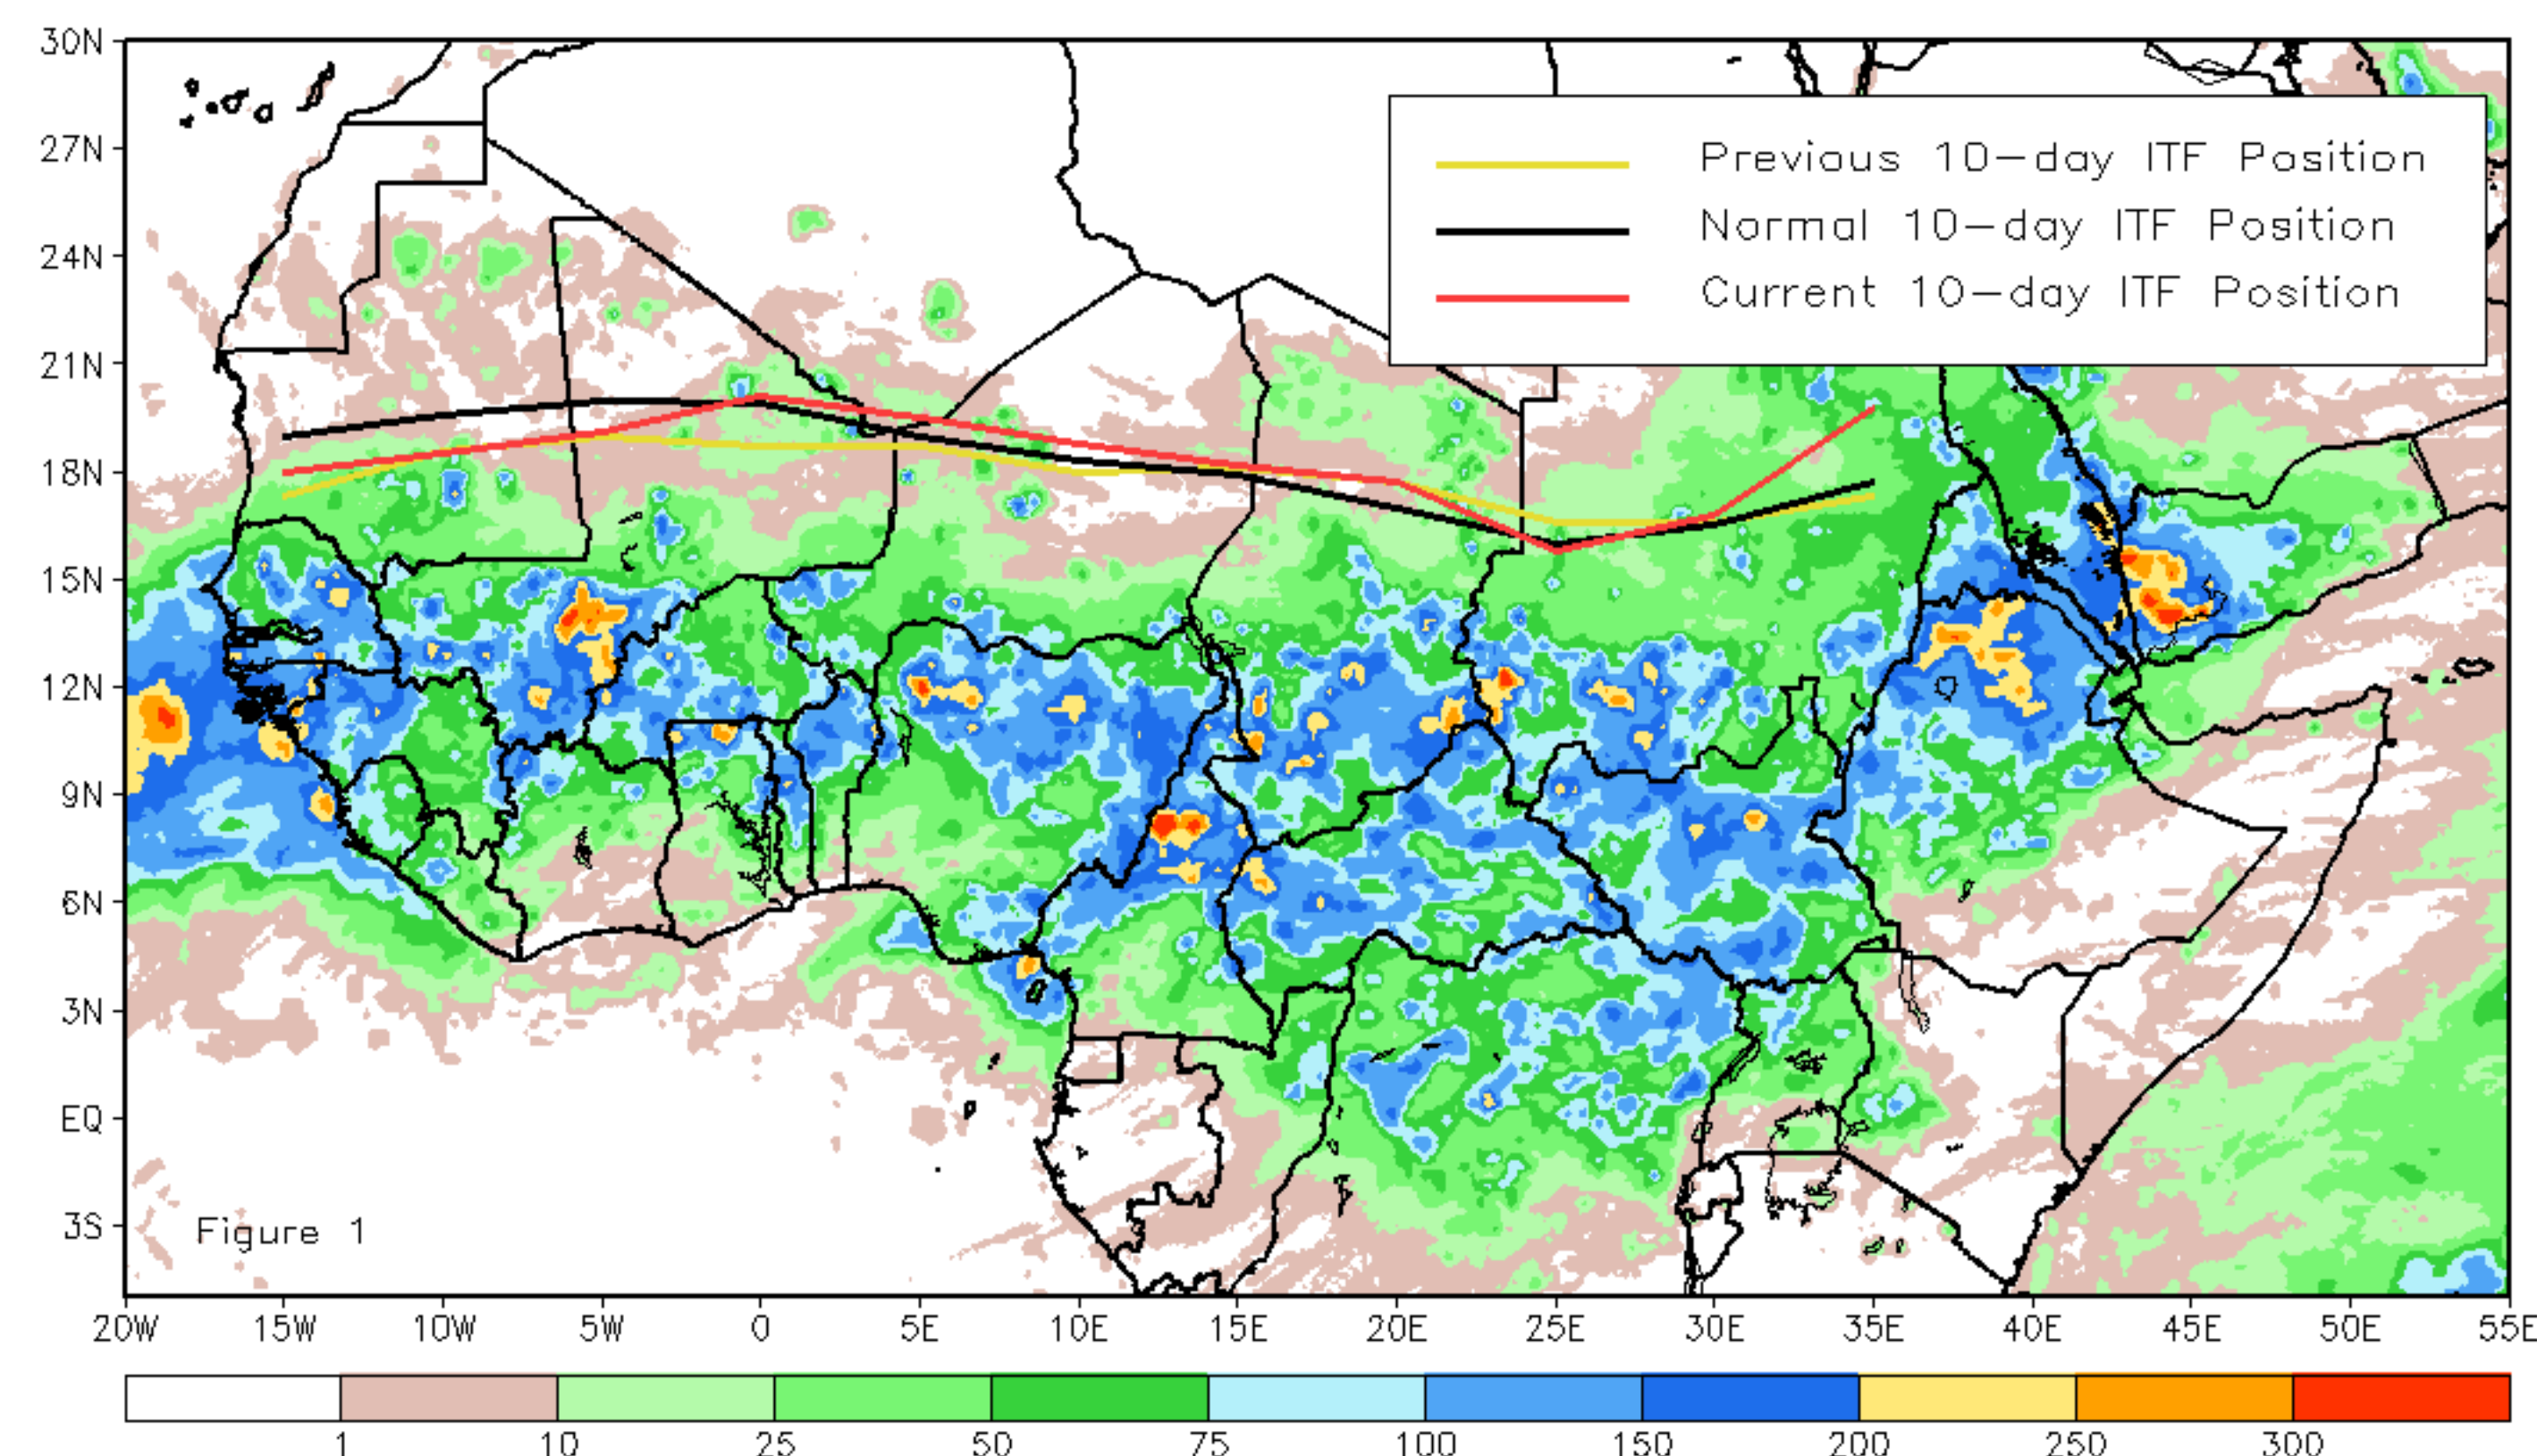 30N
27N
24N
21N
18N
15N
12N
9N
6N
3N
EQ
3S
Previous 10-day ITF Position
Normal 10-day ITF Position
Current 10-day ITF Position
Figure 1
20W 15W 10W 5W 0 5E 10E 15E 20E 25E 30E 35E 40E 45E 50E 55E
1 10 25 50 75 100 150 200 250 300